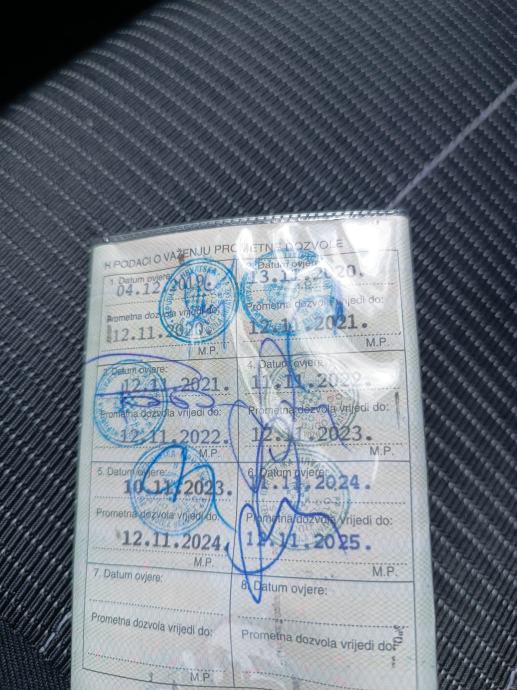 H PODACI O VAŽENJU PROMETNE DOZVOLE
1. Datum ovjere:
04.12.2019.
Prometna dozvola vrijedi do:
12.11.2020.
M.P.
2. Datum ovjere:
13.11.2020.
Prometna dozvola vrijedi do:
12.11.2021.
M.P.
3. Datum ovjere:
12.11.2021.
Prometna dozvola vrijedi do:
12.11.2022.
M.P.
4. Datum ovjere:
11.11.2022.
Prometna dozvola vrijedi do:
12.11.2023.
M.P.
5. Datum ovjere:
10.11.2023.
Prometna dozvola vrijedi do:
12.11.2024.
M.P.
6. Datum ovjere:
11.11.2024.
Prometna dozvola vrijedi do:
12.11.2025.
M.P.
7. Datum ovjere:
Prometna dozvola vrijedi do:
M.P.
8. Datum ovjere:
Prometna dozvola vrijedi do: